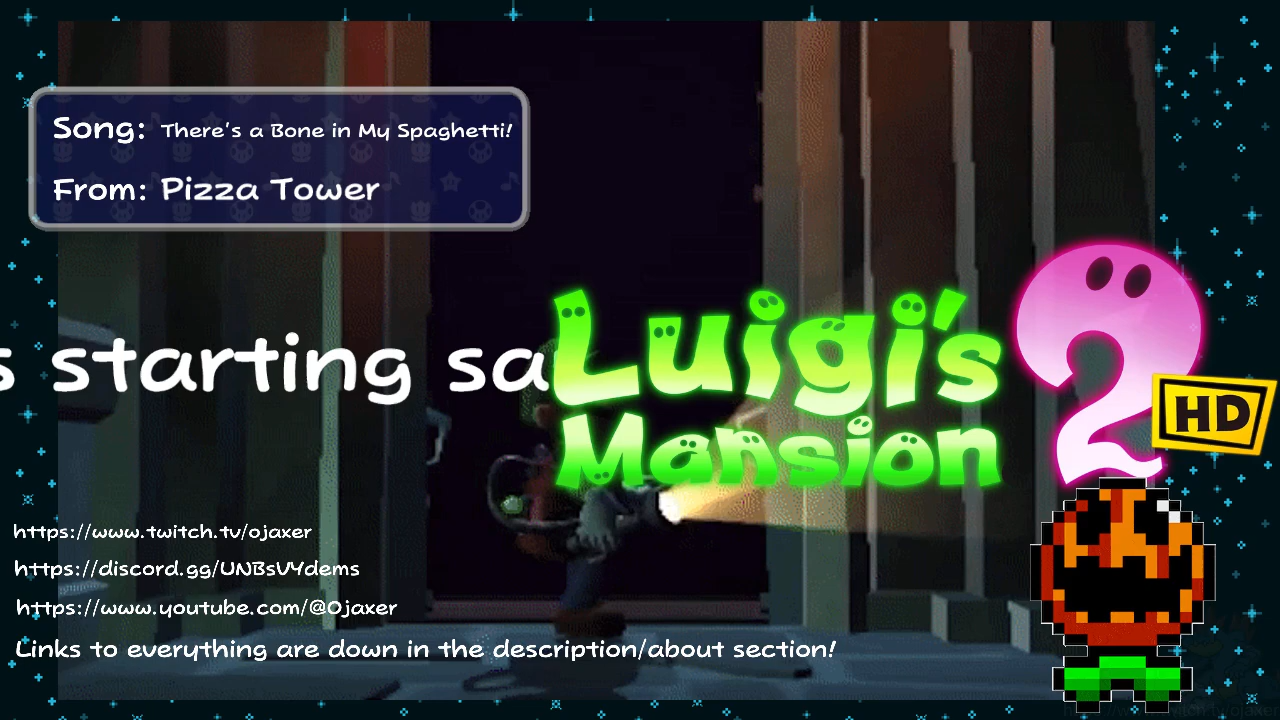 Song: There's a Bone in My Spaghetti!
From: Pizza Tower
s starting sa
Luigi's
Mansion
2
HD
https://www.twitch.tv/ojaxer
https://discord.gg/UNBsVYdems
https://www.youtube.com/@Ojaxer
Links to everything are down in the description/about section!